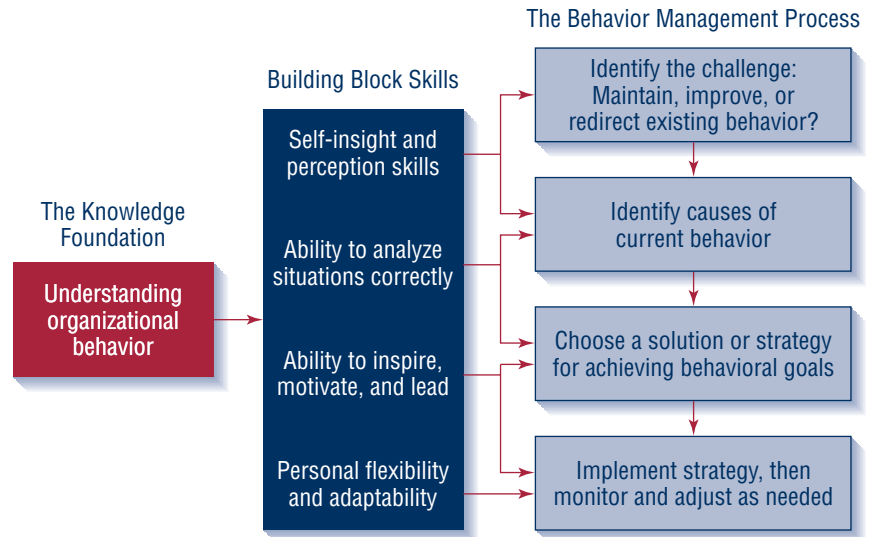 The Knowledge
Foundation
Understanding
organizational
behavior
Building Block Skills
Self-insight and
perception skills
Ability to analyze
situations correctly
Ability to inspire,
motivate, and lead
Personal flexibility
and adaptability
The Behavior Management Process
Identify the challenge:
Maintain, improve, or
redirect existing behavior?
Identify causes of
current behavior
Choose a solution or strategy
for achieving behavioral goals
Implement strategy, then
monitor and adjust as needed